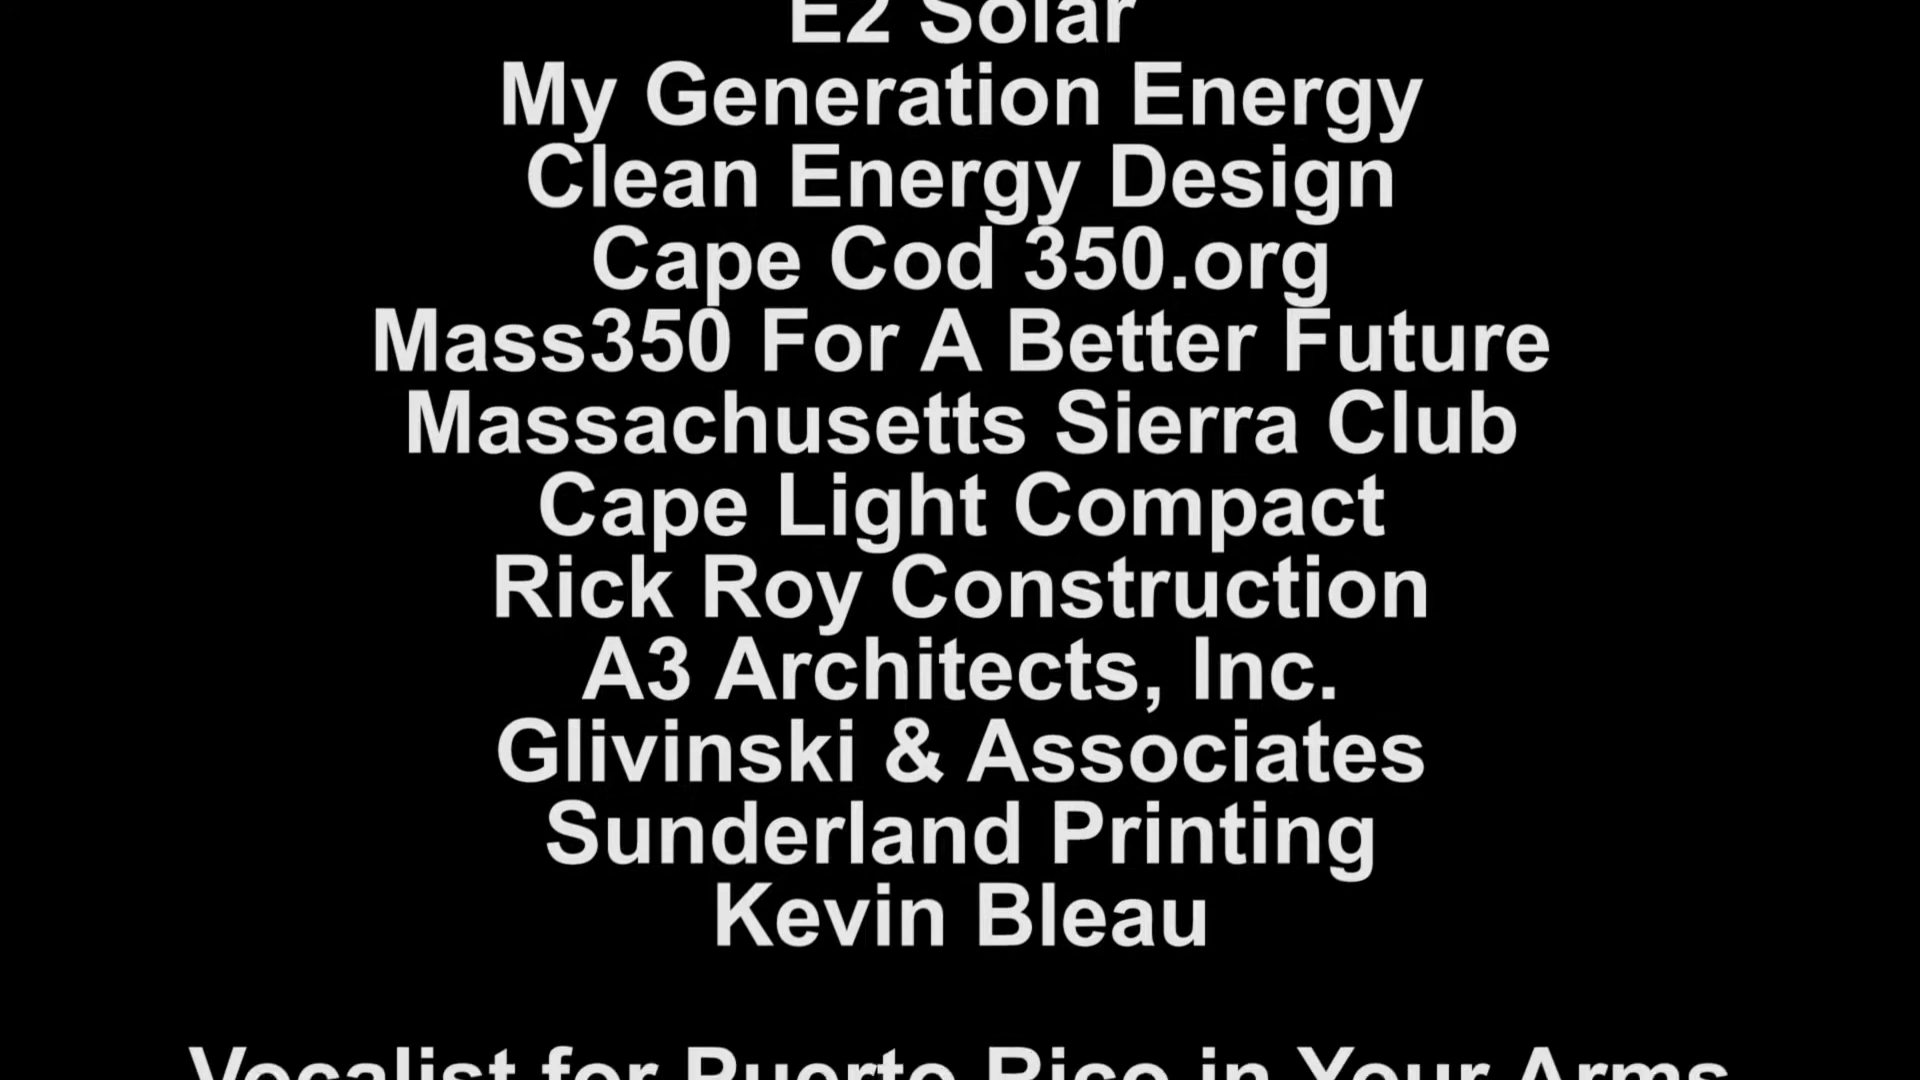 E2 Solar
My Generation Energy
Clean Energy Design
Cape Cod 350.org
Mass350 For A Better Future
Massachusetts Sierra Club
Cape Light Compact
Rick Roy Construction
A3 Architects, Inc.
Glivinski & Associates
Sunderland Printing
Kevin Bleau
Vocalist for Puerto Rico in Your Arms